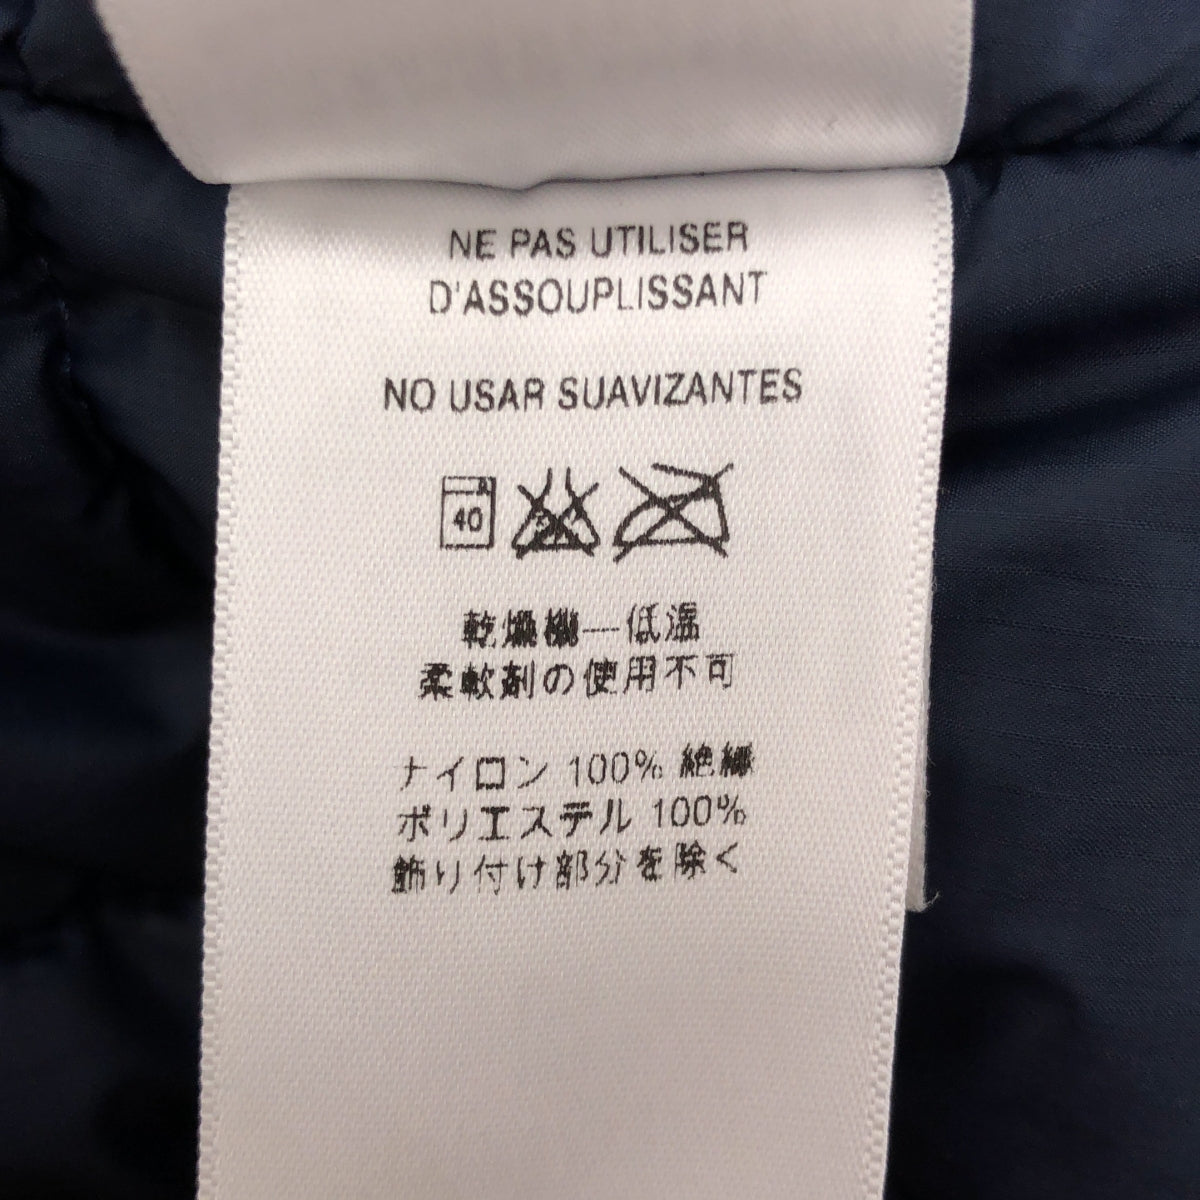 NE PAS UTILISER
D'ASSOUPLISSANT
NO USAR SUAVIZANTES
40
乾燥機—低温
柔軟剤の使用不可
ナイロン 100% 絶縁
ポリエステル 100%
飾り付け部分を除く